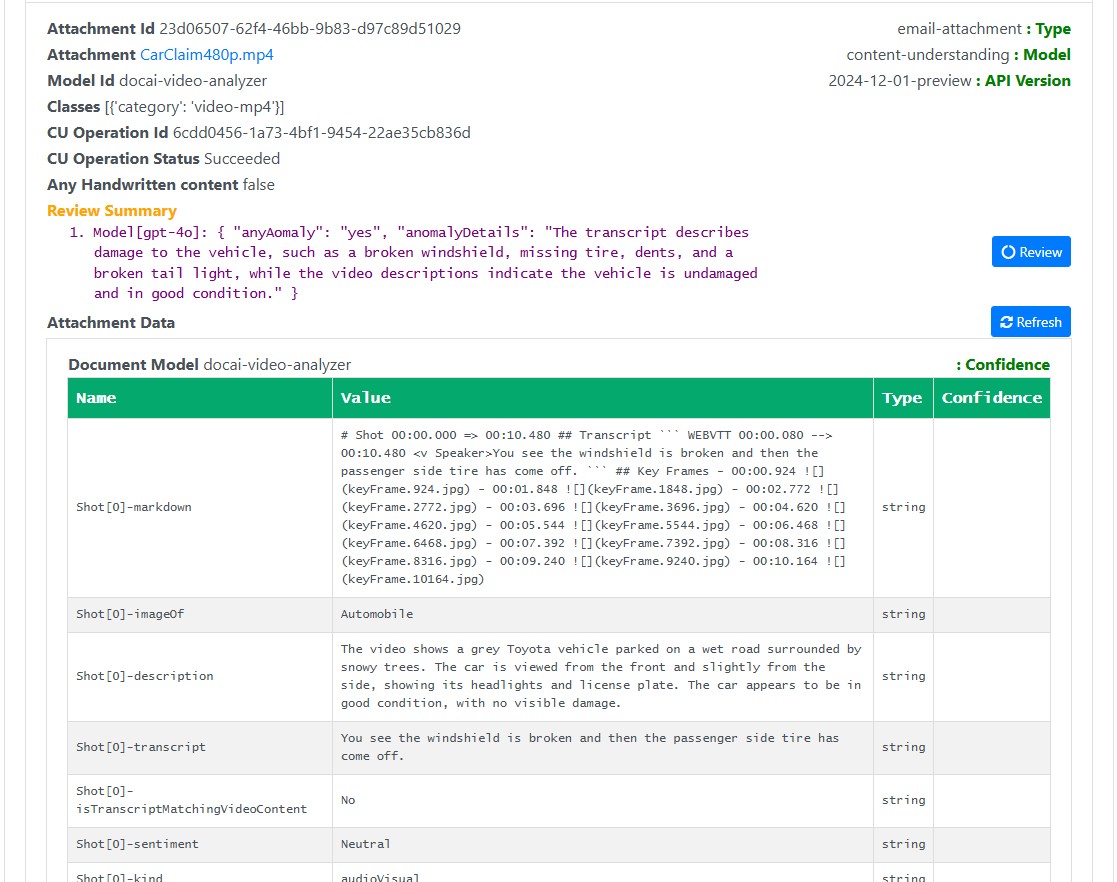 Attachment Id 23d06507-62f4-46bb-9b83-d97c89d51029
email-attachment : Type
Attachment CarClaim480p.mp4
content-understanding : Model
Model Id docai-video-analyzer
2024-12-01-preview : API Version
Classes [{'category': 'video-mp4'}]
CU Operation Id 6cdd0456-1a73-4bf1-9454-22ae35cb836d
CU Operation Status Succeeded
Any Handwritten content false
Review Summary
1. Model[gpt-4o]: { "anyAomaly": "yes", "anomalyDetails": "The transcript describes
damage to the vehicle, such as a broken windshield, missing tire, dents, and a
broken tail light, while the video descriptions indicate the vehicle is undamaged
and in good condition." }
Review
Attachment Data
Refresh
Document Model docai-video-analyzer
: Confidence
Name Value Type Confidence
Shot[0]-markdown
# Shot 00:00.000 => 00:10.480 ## Transcript ``` WEBVTT 00:00.080 -->
00:10.480 <v Speaker>You see the windshield is broken and then the
passenger side tire has come off. ``` ## Key Frames - 00:00.924 ![]
(keyFrame.924.jpg) - 00:01.848 ![](keyFrame.1848.jpg) - 00:02.772 ![]
(keyFrame.2772.jpg) - 00:03.696 ![](keyFrame.3696.jpg) - 00:04.620 ![]
(keyFrame.4620.jpg) - 00:05.544 ![](keyFrame.5544.jpg) - 00:06.468 ![]
(keyFrame.6468.jpg) - 00:07.392 ![](keyFrame.7392.jpg) - 00:08.316 ![]
(keyFrame.8316.jpg) - 00:09.240 ![](keyFrame.9240.jpg) - 00:10.164 ![]
(keyFrame.10164.jpg)
string
Shot[0]-imageOf
Automobile
string
Shot[0]-description
The video shows a grey Toyota vehicle parked on a wet road surrounded by
snowy trees. The car is viewed from the front and slightly from the
side, showing its headlights and license plate. The car appears to be in
good condition, with no visible damage.
string
Shot[0]-transcript
You see the windshield is broken and then the passenger side tire has
come off.
string
Shot[0]-
isTranscriptMatchingVideoContent
No
string
Shot[0]-sentiment
Neutral
string
Shot[0]-kind
audioVisual
string